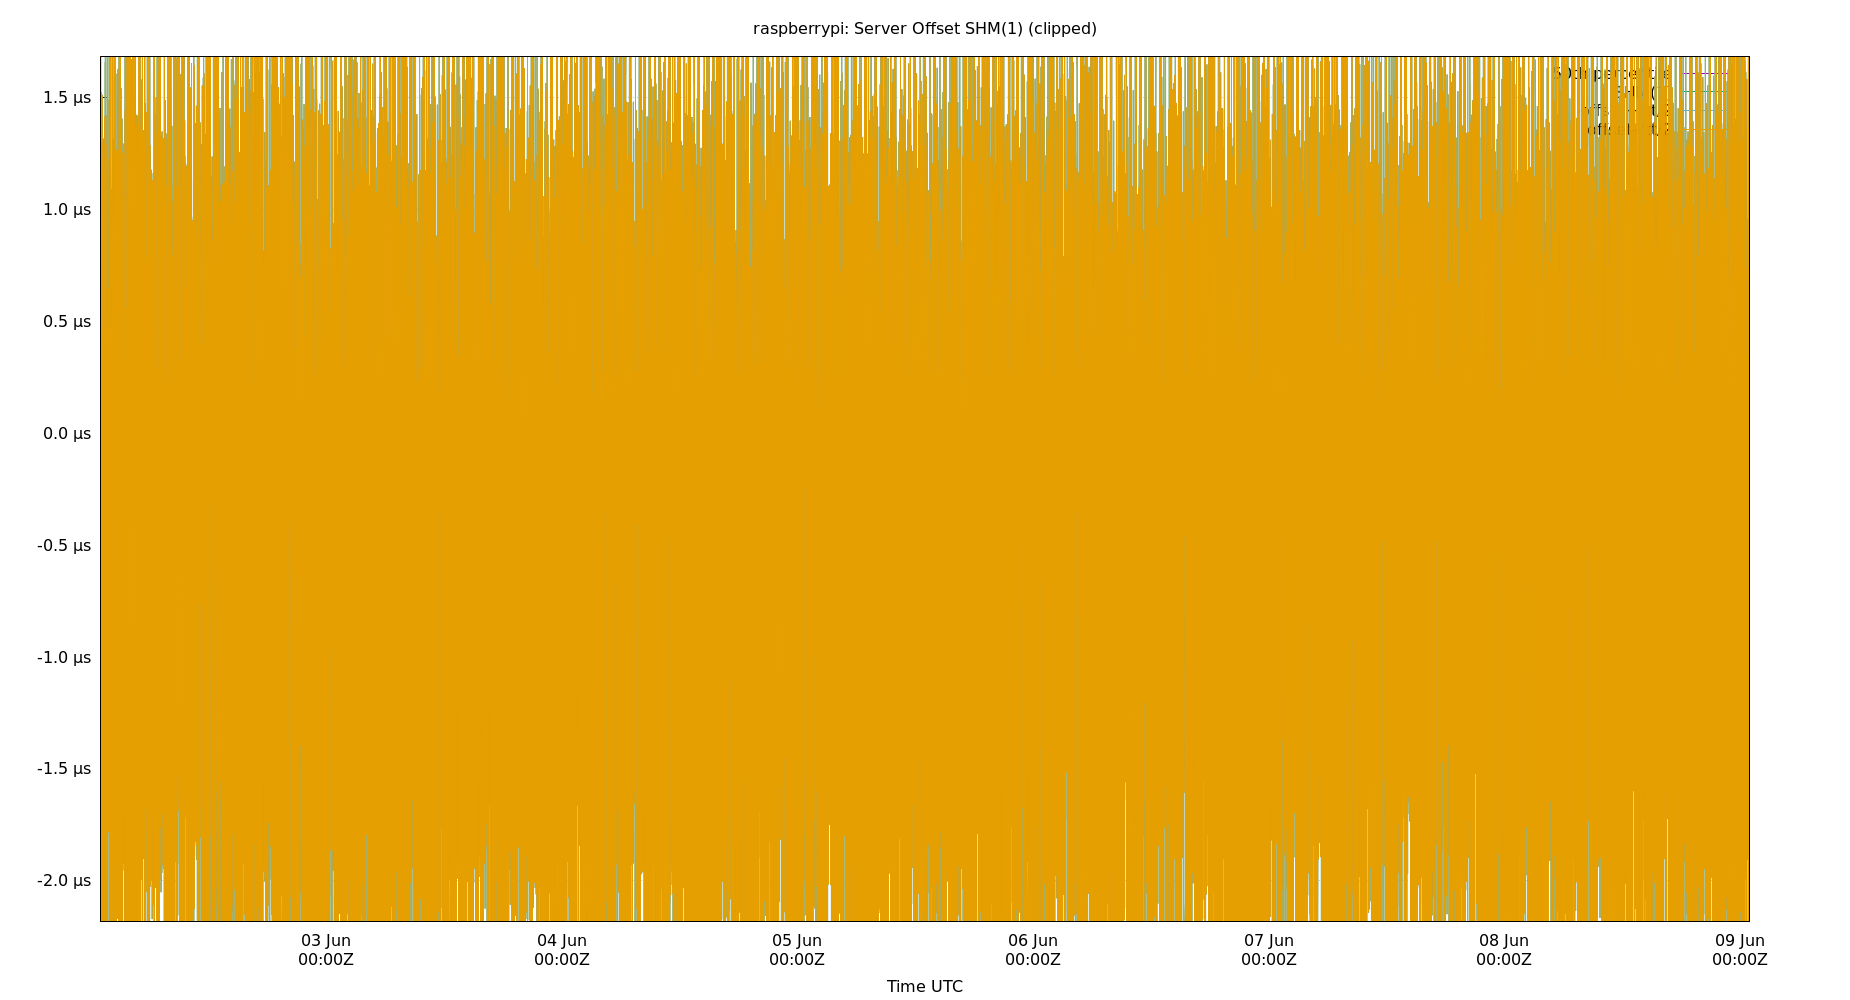 raspberrypi: Server Offset SHM(1) (clipped)
1.5 µs
1.0 µs
0.5 µs
0.0 µs
-0.5 µs
-1.0 µs
-1.5 µs
-2.0 µs
03 Jun 04 Jun 05 Jun 06 Jun 07 Jun 08 Jun 09 Jun
00:00Z 00:00Z 00:00Z 00:00Z 00:00Z 00:00Z 00:00Z
Time UTC